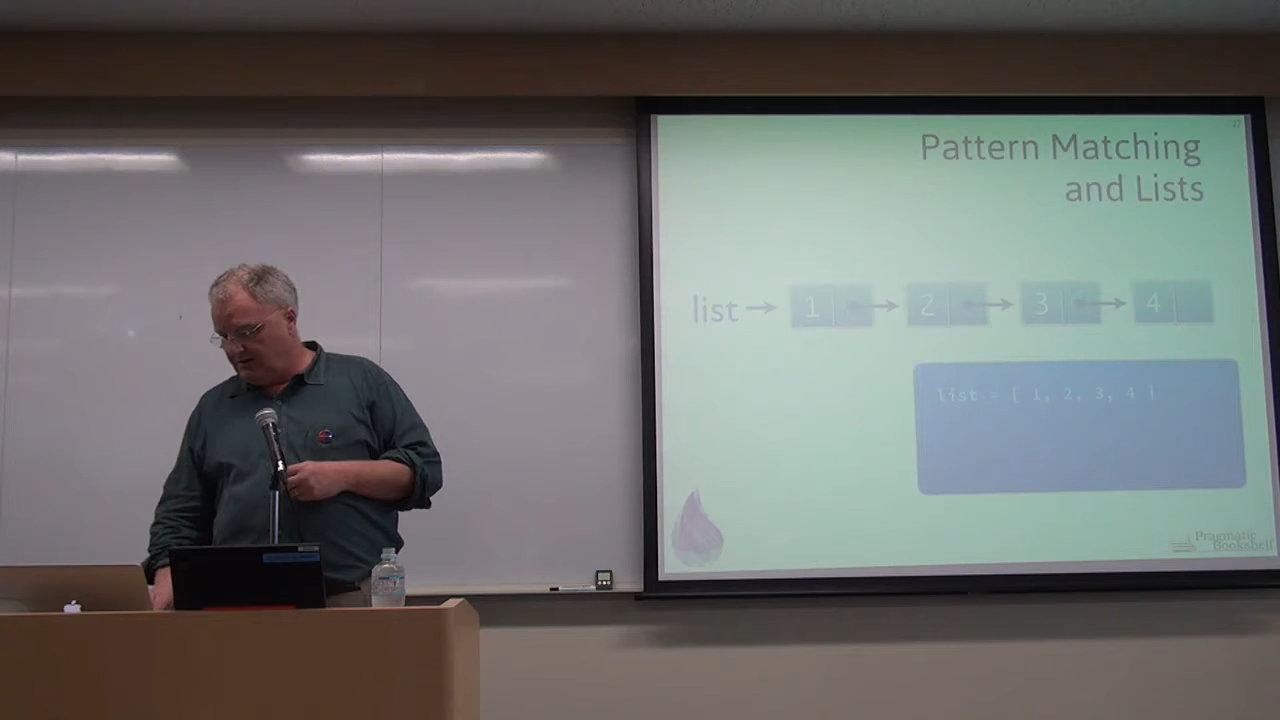 Pattern Matching
and Lists
list → 1 → 2 → 3 → 4
list = [ 1, 2, 3, 4 ]
Pragmatic
Bookshelf